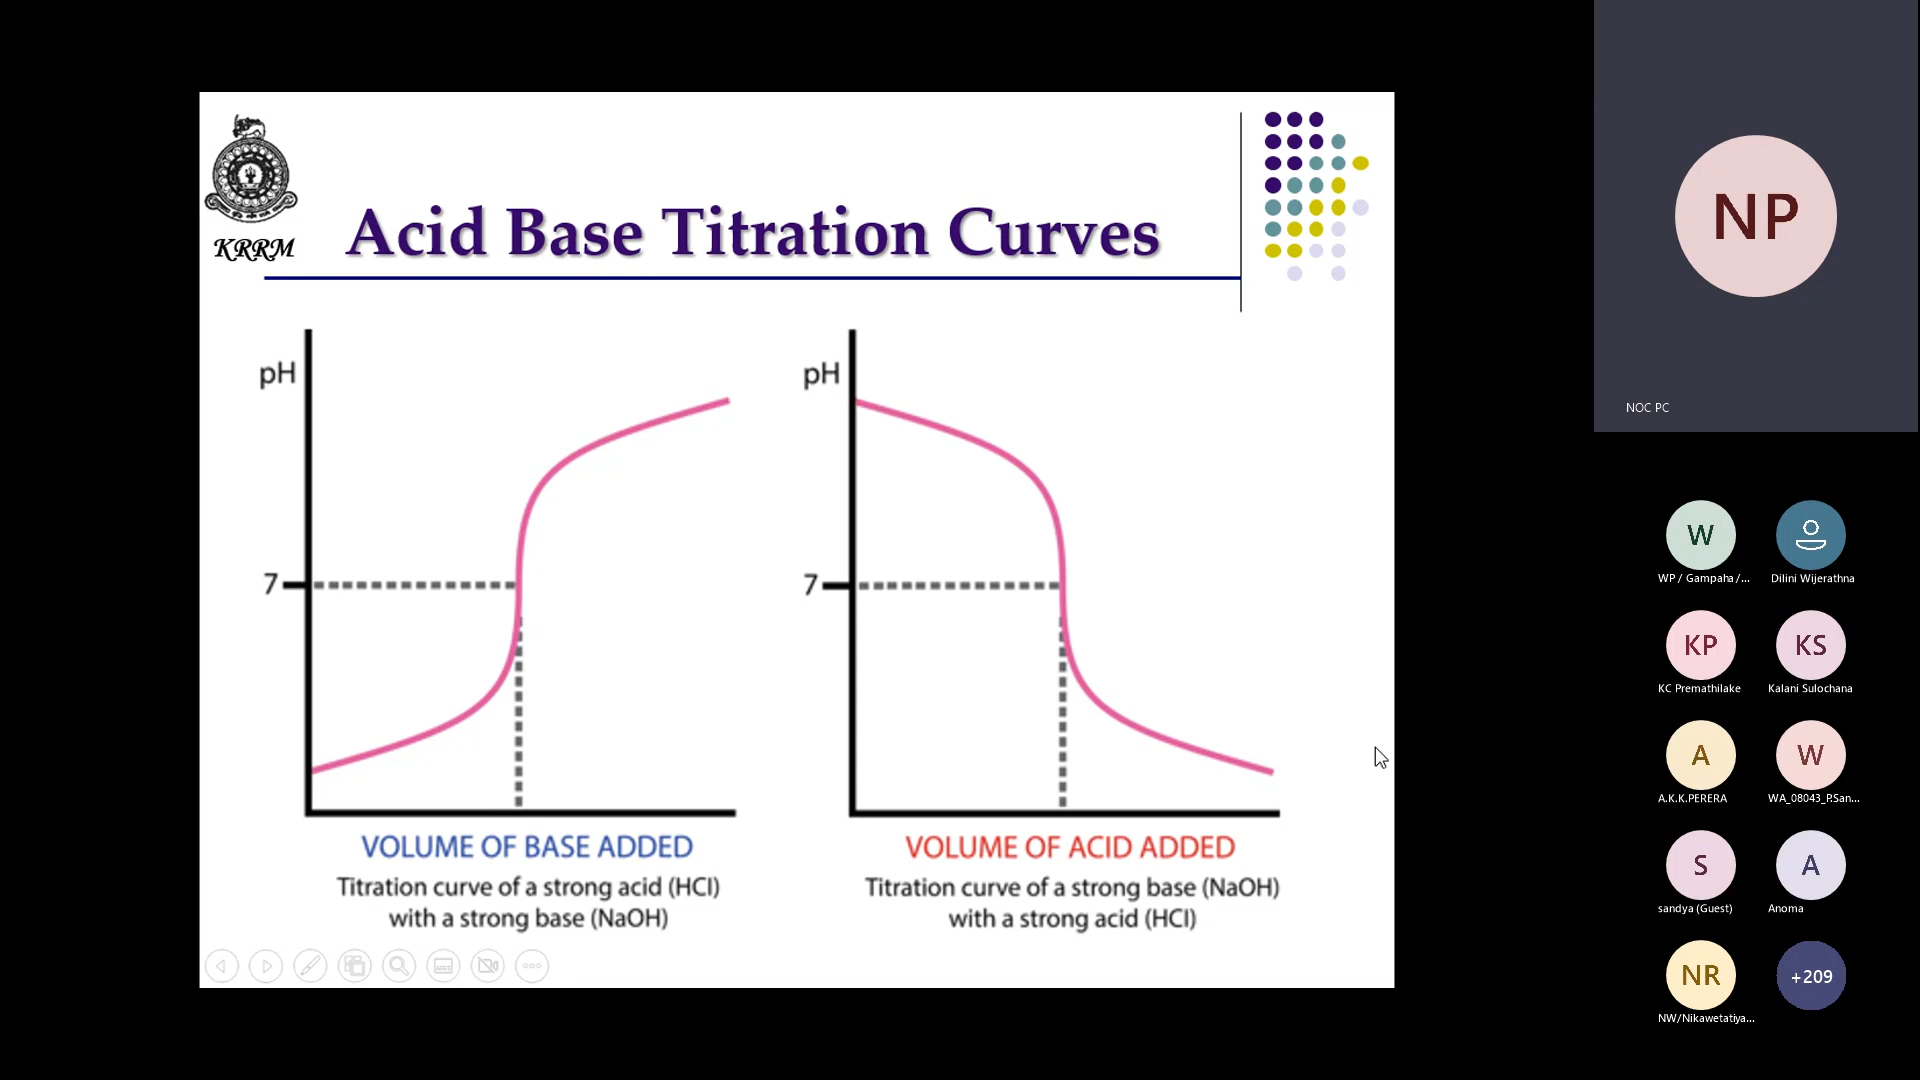 KRRM
Acid Base Titration Curves
pH
7
VOLUME OF BASE ADDED
Titration curve of a strong acid (HCl)
with a strong base (NaOH)
pH
7
VOLUME OF ACID ADDED
Titration curve of a strong base (NaOH)
with a strong acid (HCl)
NP
NOC PC
W
WP / Gampaha /...
Dilini Wijerathna
KP
KC Premathilake
KS
Kalani Sulochana
A
A.K.K.PERERA
W
WA_08043_P.San...
S
sandya (Guest)
A
Anoma
NR
NW/Nikawetatiya...
+209